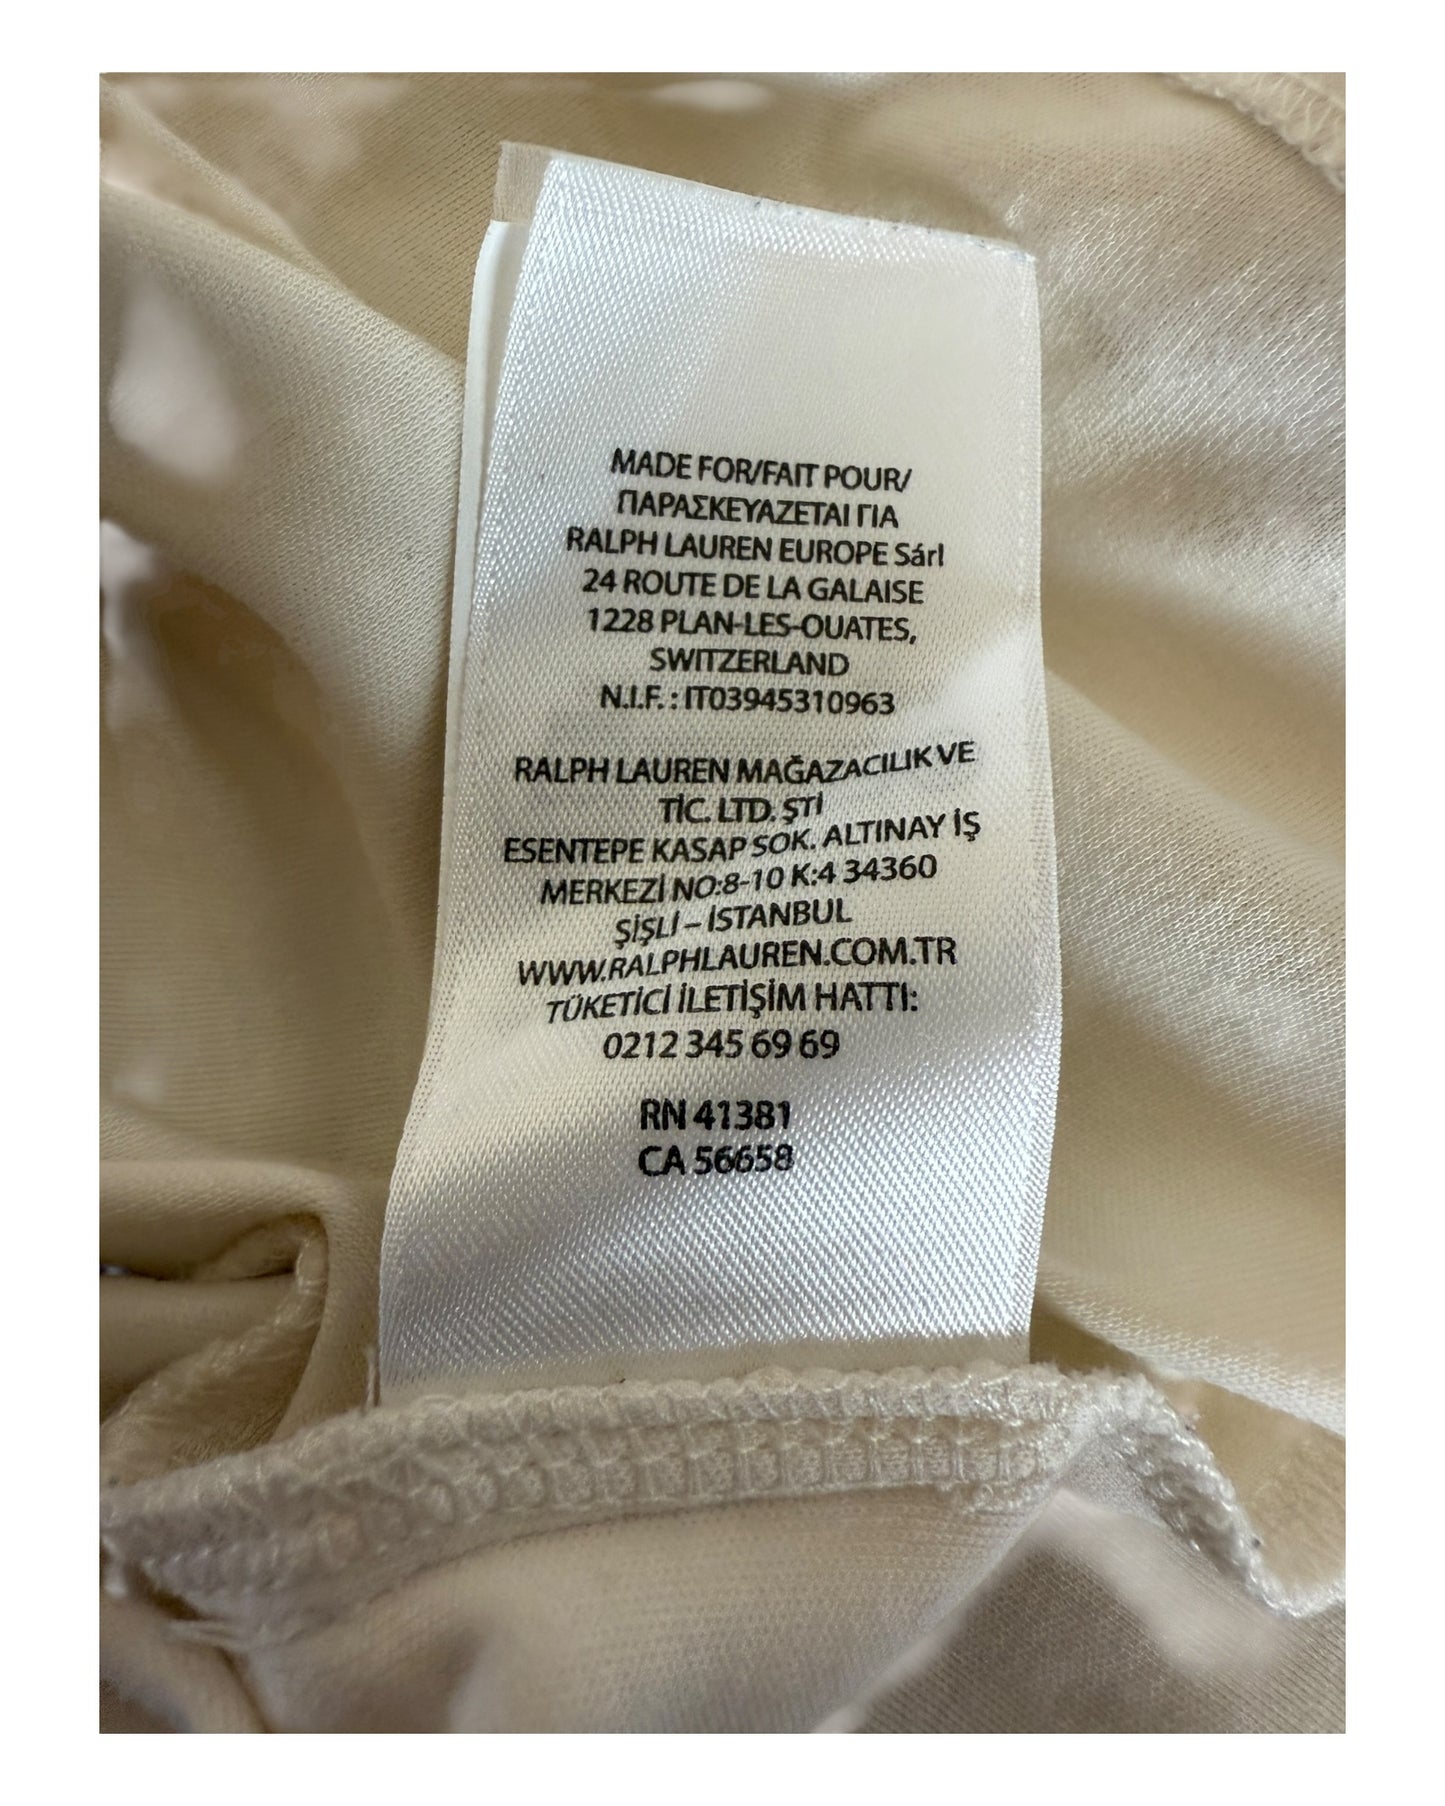 MADE FOR/FAIT POUR/
ΠΑΡΑΣΚΕΥΑΖΕΤΑΙ ΓΙΑ
RALPH LAUREN EUROPE Sárl
24 ROUTE DE LA GALAISE
1228 PLAN-LES-OUATES,
SWITZERLAND
N.I.F. : IT03945310963
RALPH LAUREN MAĞAZACILIK VE
TİC. LTD. ŞTİ
ESENTEPE KASAP SOK. ALTINAY İŞ
MERKEZİ NO:8-10 K:4 34360
ŞİŞLİ – İSTANBUL
WWW.RALPHLAUREN.COM.TR
TÜKETİCİ İLETİŞİM HATTI:
0212 345 69 69
RN 41381
CA 56658